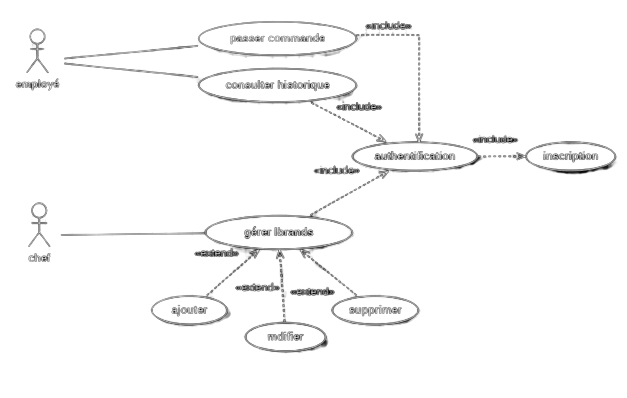 «include»
passer commande
employé
consulter historique
«include»
authentification
«include»
inscription
«include»
gérer lbrands
chef
«extend»
«extend»
«extend»
ajouter
supprimer
mdifier